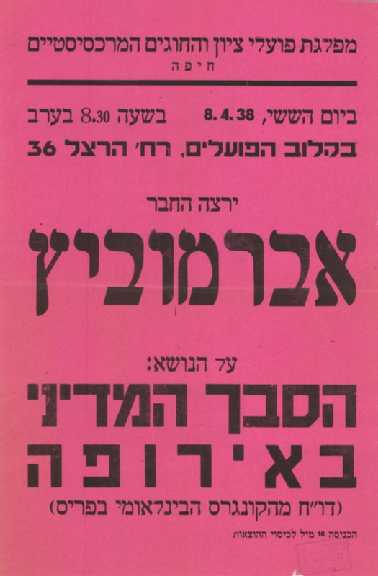 מפלגת פועלי ציון והחוגים המרכסיסטיים
חיפה
ביום הששי, 8.4.38 בשעה 8.30 בערב
בקלוב הפועלים, רח' הרצל 36
ירצה החבר
אברמוביץ
על הנושא:
הסבך המדיני
באירופה
(דו"ח מהקונגרס הבינלאומי בפריס)
הכניסה 10 מיל לכיסוי ההוצאות